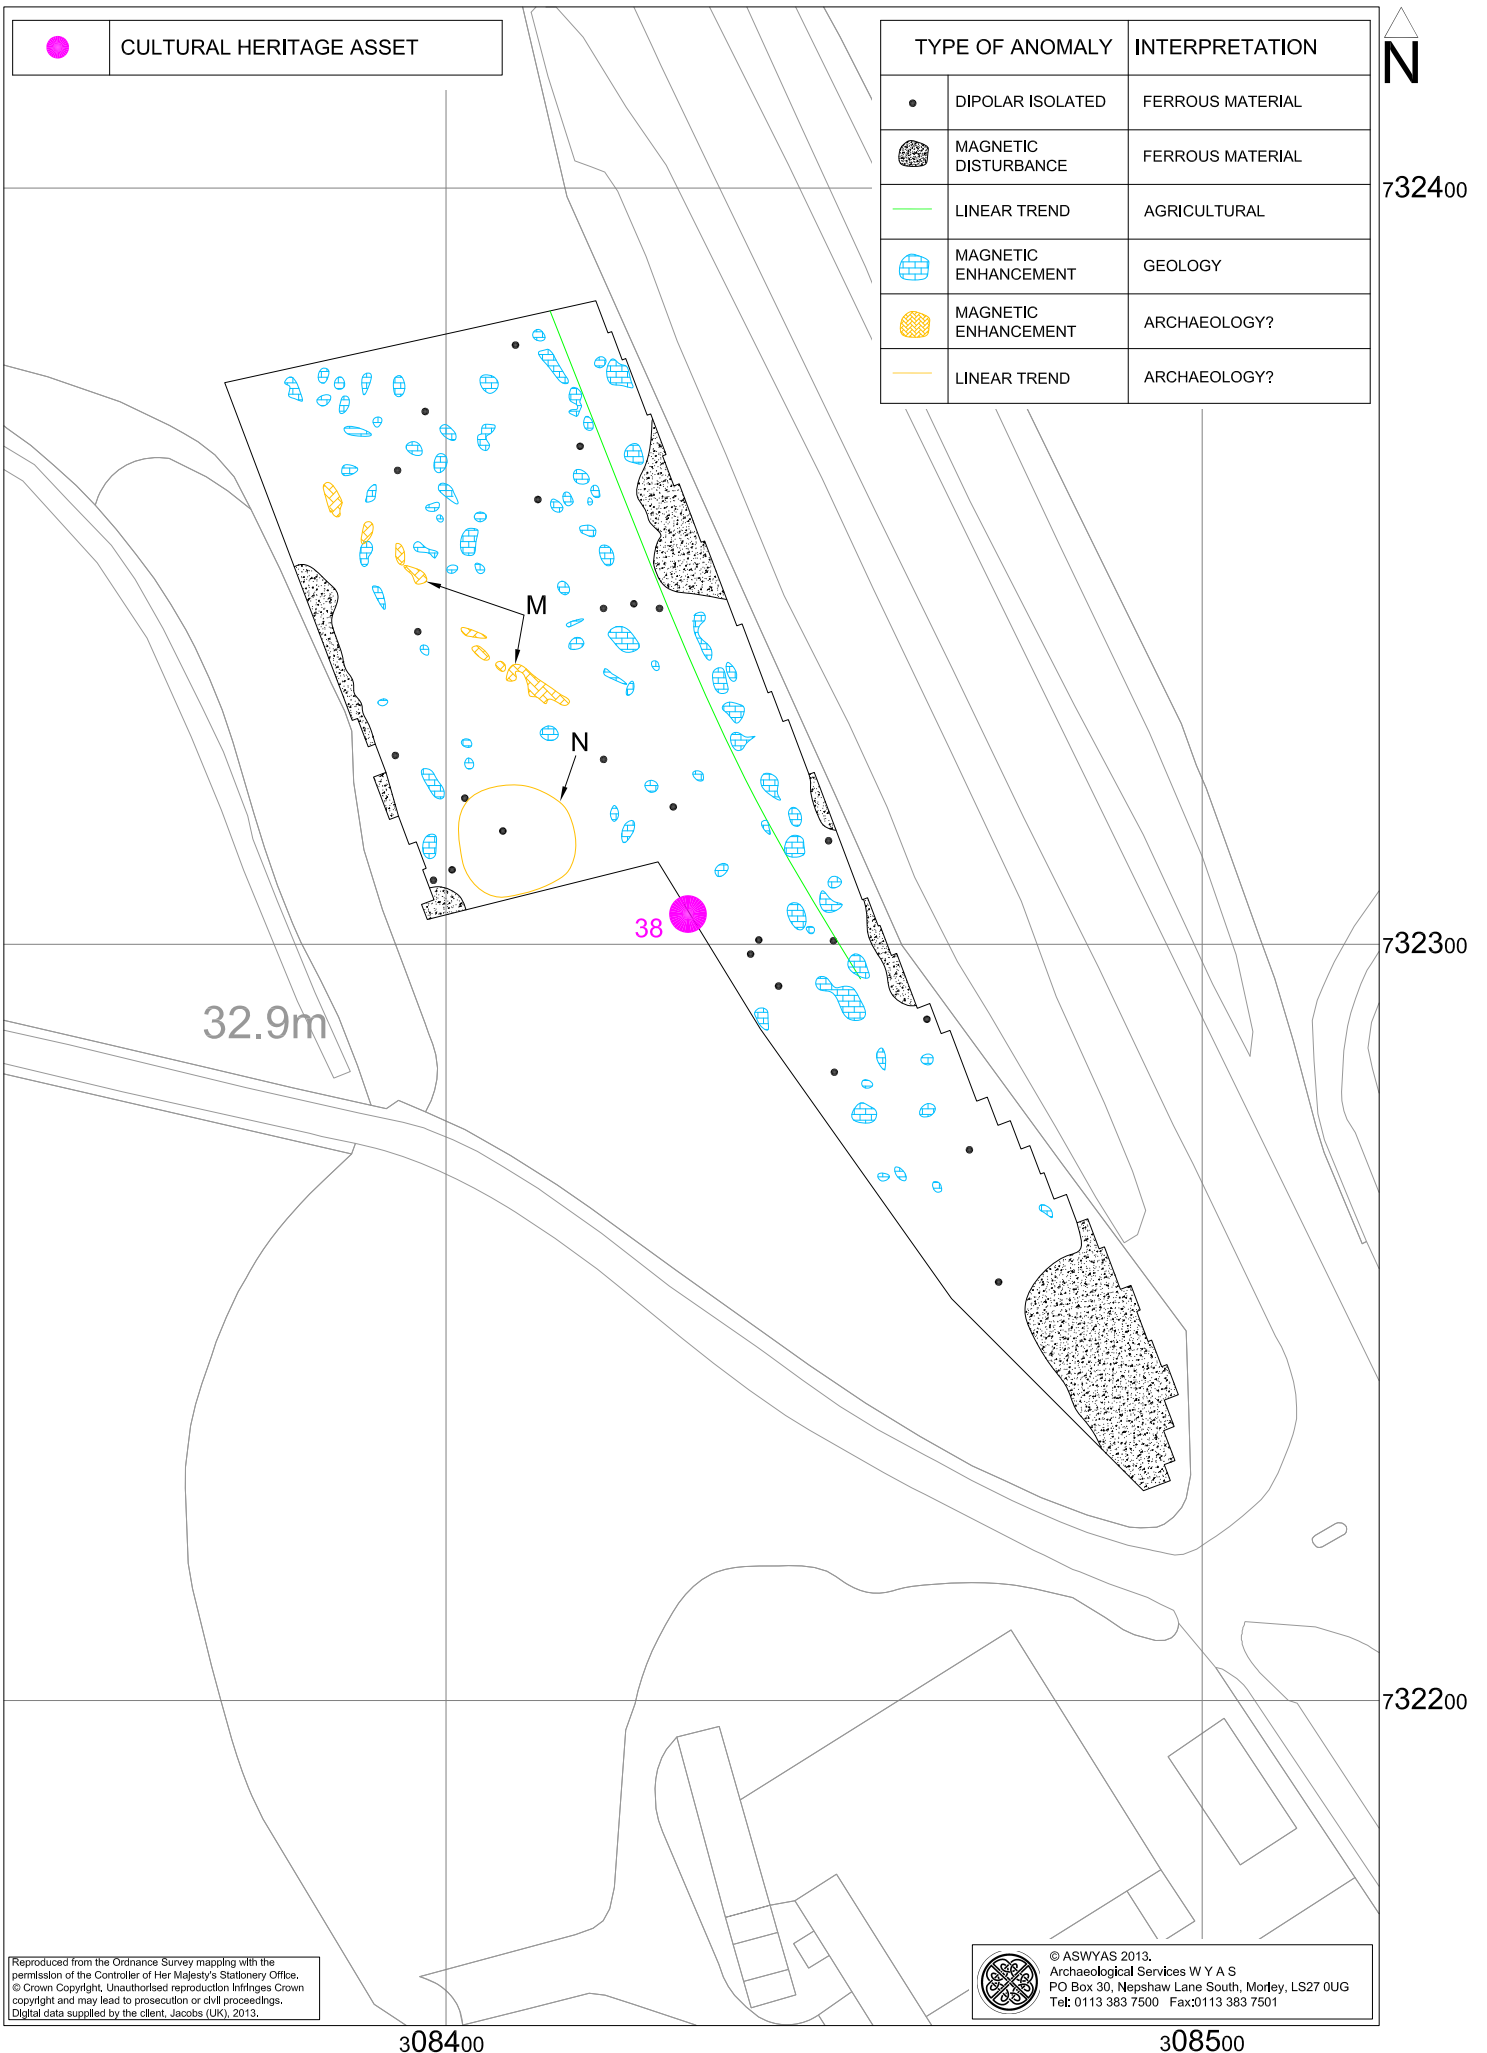 CULTURAL HERITAGE ASSET
TYPE OF ANOMALY INTERPRETATION
DIPOLAR ISOLATED FERROUS MATERIAL
MAGNETIC
DISTURBANCE
FERROUS MATERIAL
LINEAR TREND AGRICULTURAL
MAGNETIC
ENHANCEMENT
GEOLOGY
MAGNETIC
ENHANCEMENT
ARCHAEOLOGY?
LINEAR TREND ARCHAEOLOGY?
N
732400
M
N
38
732300
32.9m
732200
Reproduced from the Ordnance Survey mapping with the
permission of the Controller of Her Majesty's Stationery Office.
© Crown Copyright, Unauthorised reproduction infringes Crown
copyright and may lead to prosecution or civil proceedings.
Digital data supplied by the client, Jacobs (UK), 2013.
© ASWYAS 2013.
Archaeological Services W Y A S
PO Box 30, Nepshaw Lane South, Morley, LS27 0UG
Tel: 0113 383 7500 Fax:0113 383 7501
308400
308500